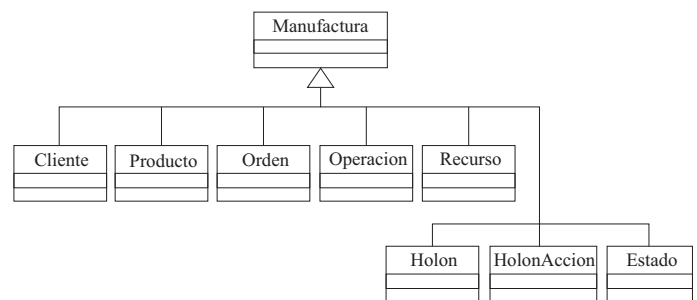 Manufactura
Cliente
Producto
Orden
Operacion
Recurso
Holon
HolonAccion
Estado